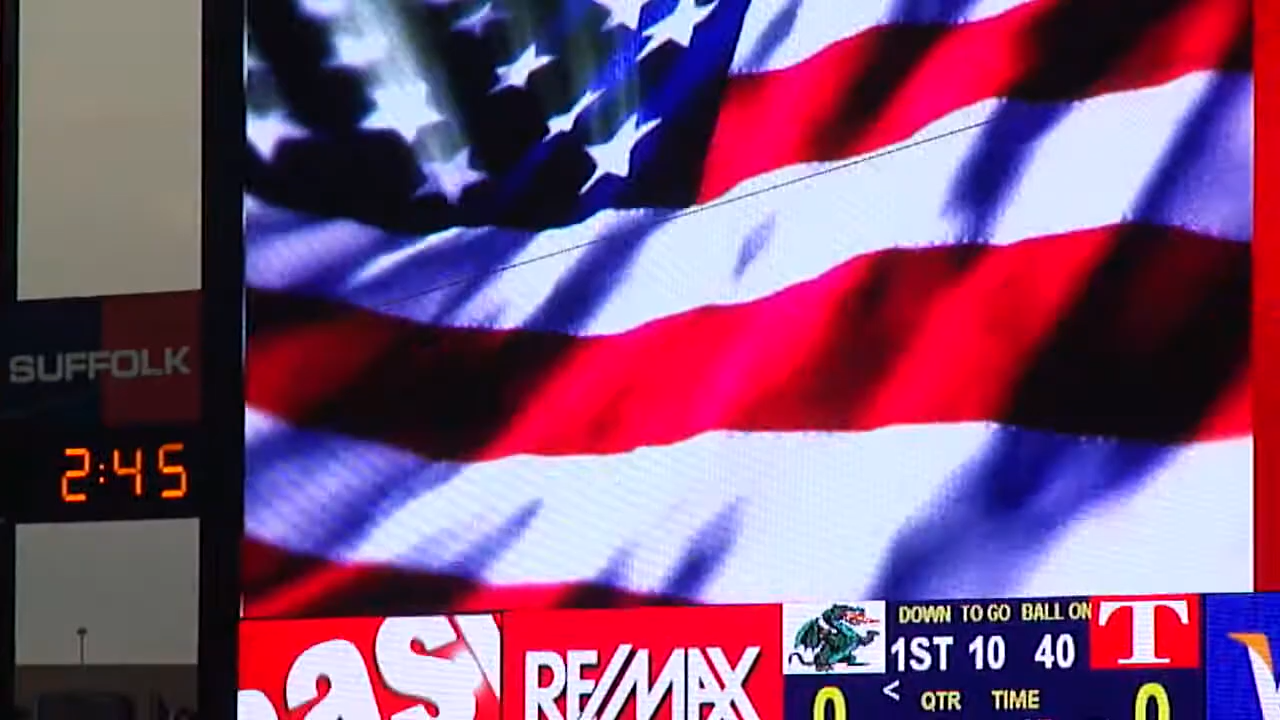 SUFFOLK
2:45
RE/MAX
DOWN TO GO BALL ON
1ST 10 40
T
0 < QTR TIME 0